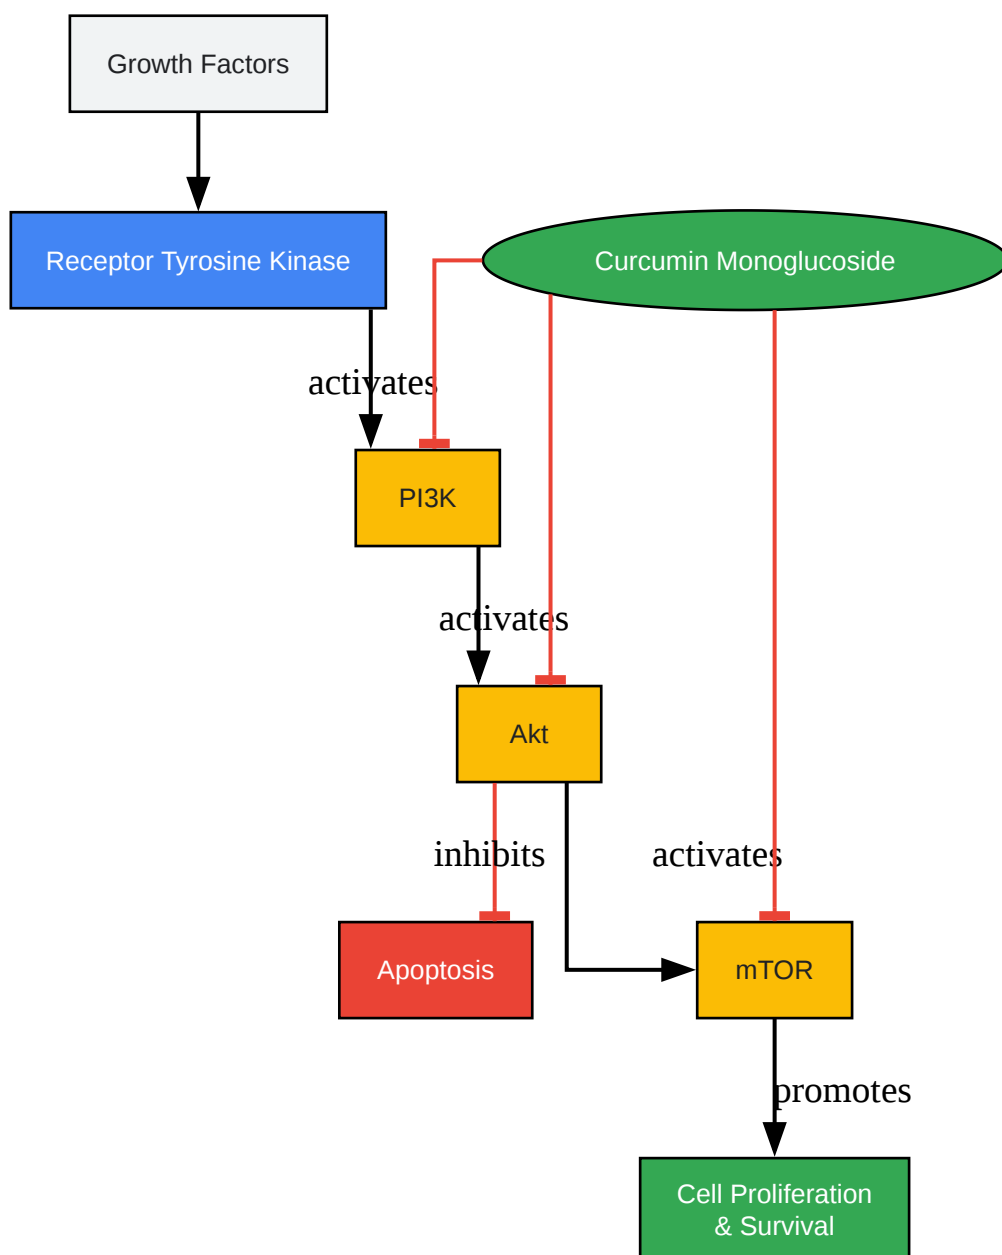 Growth Factors
Receptor Tyrosine Kinase
Curcumin Monoglucoside
activates
PI3K
activates
Akt
inhibits
activates
Apoptosis
mTOR
promotes
Cell Proliferation
& Survival